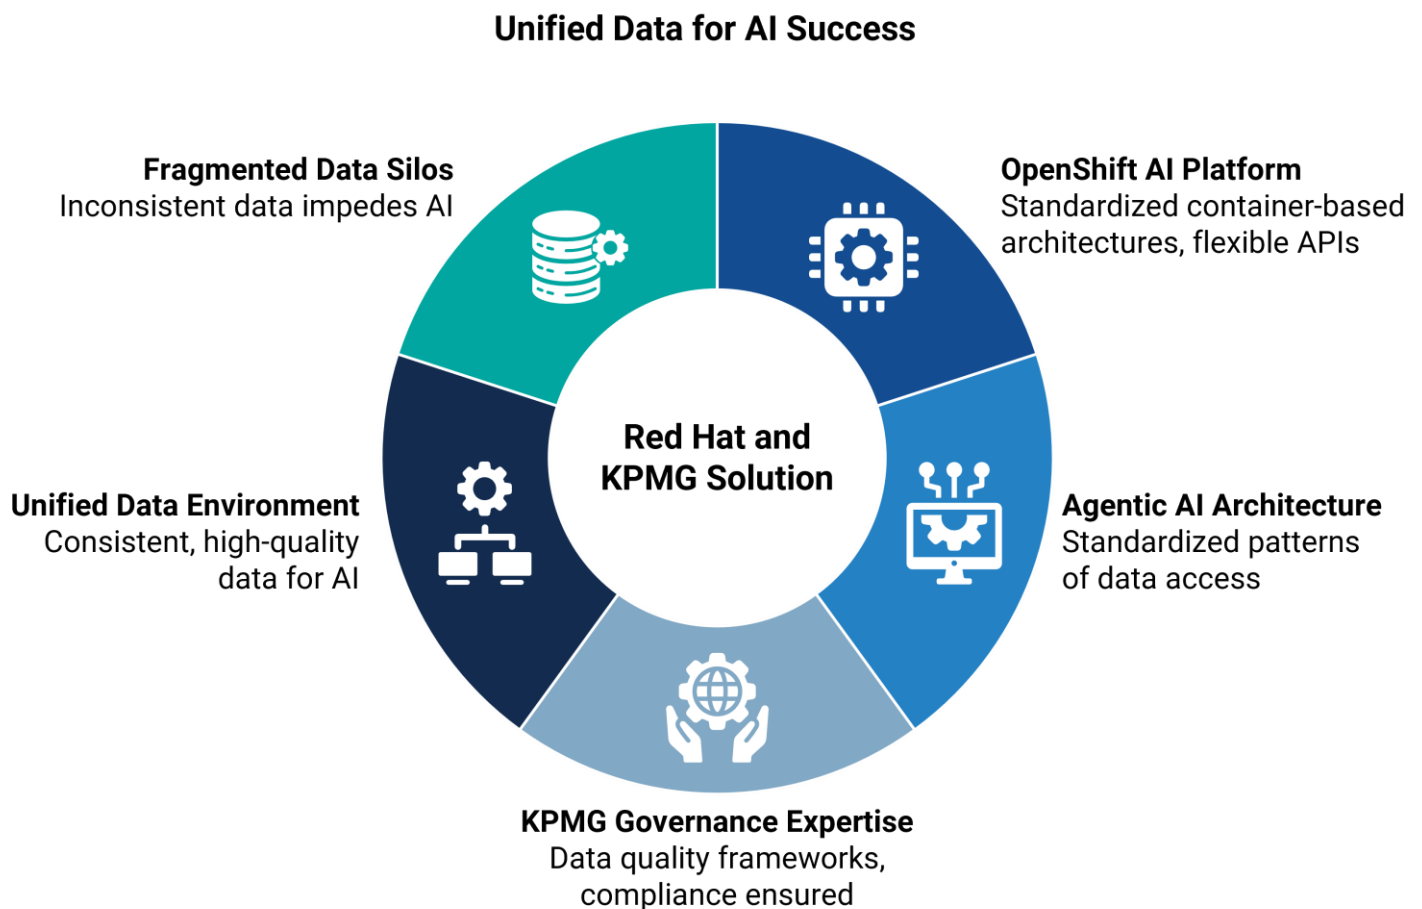 Unified Data for AI Success
Fragmented Data Silos
Inconsistent data impedes AI
OpenShift AI Platform
Standardized container-based
architectures, flexible APIs
Red Hat and
KPMG Solution
Unified Data Environment
Consistent, high-quality
data for AI
Agentic AI Architecture
Standardized patterns
of data access
KPMG Governance Expertise
Data quality frameworks,
compliance ensured